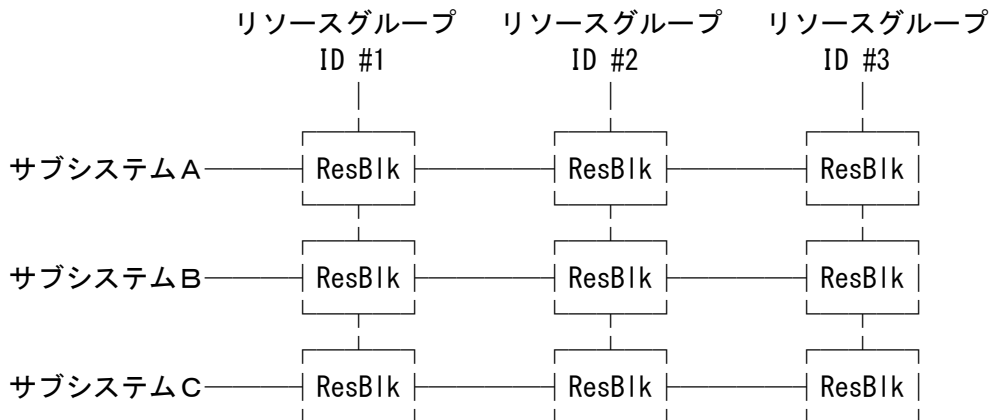 リソースグループ リソースグループ リソースグループ
ID #1 ID #2 ID #3
サブシステムA ResBlk ResBlk ResBlk
サブシステムB ResBlk ResBlk ResBlk
サブシステムC ResBlk ResBlk ResBlk